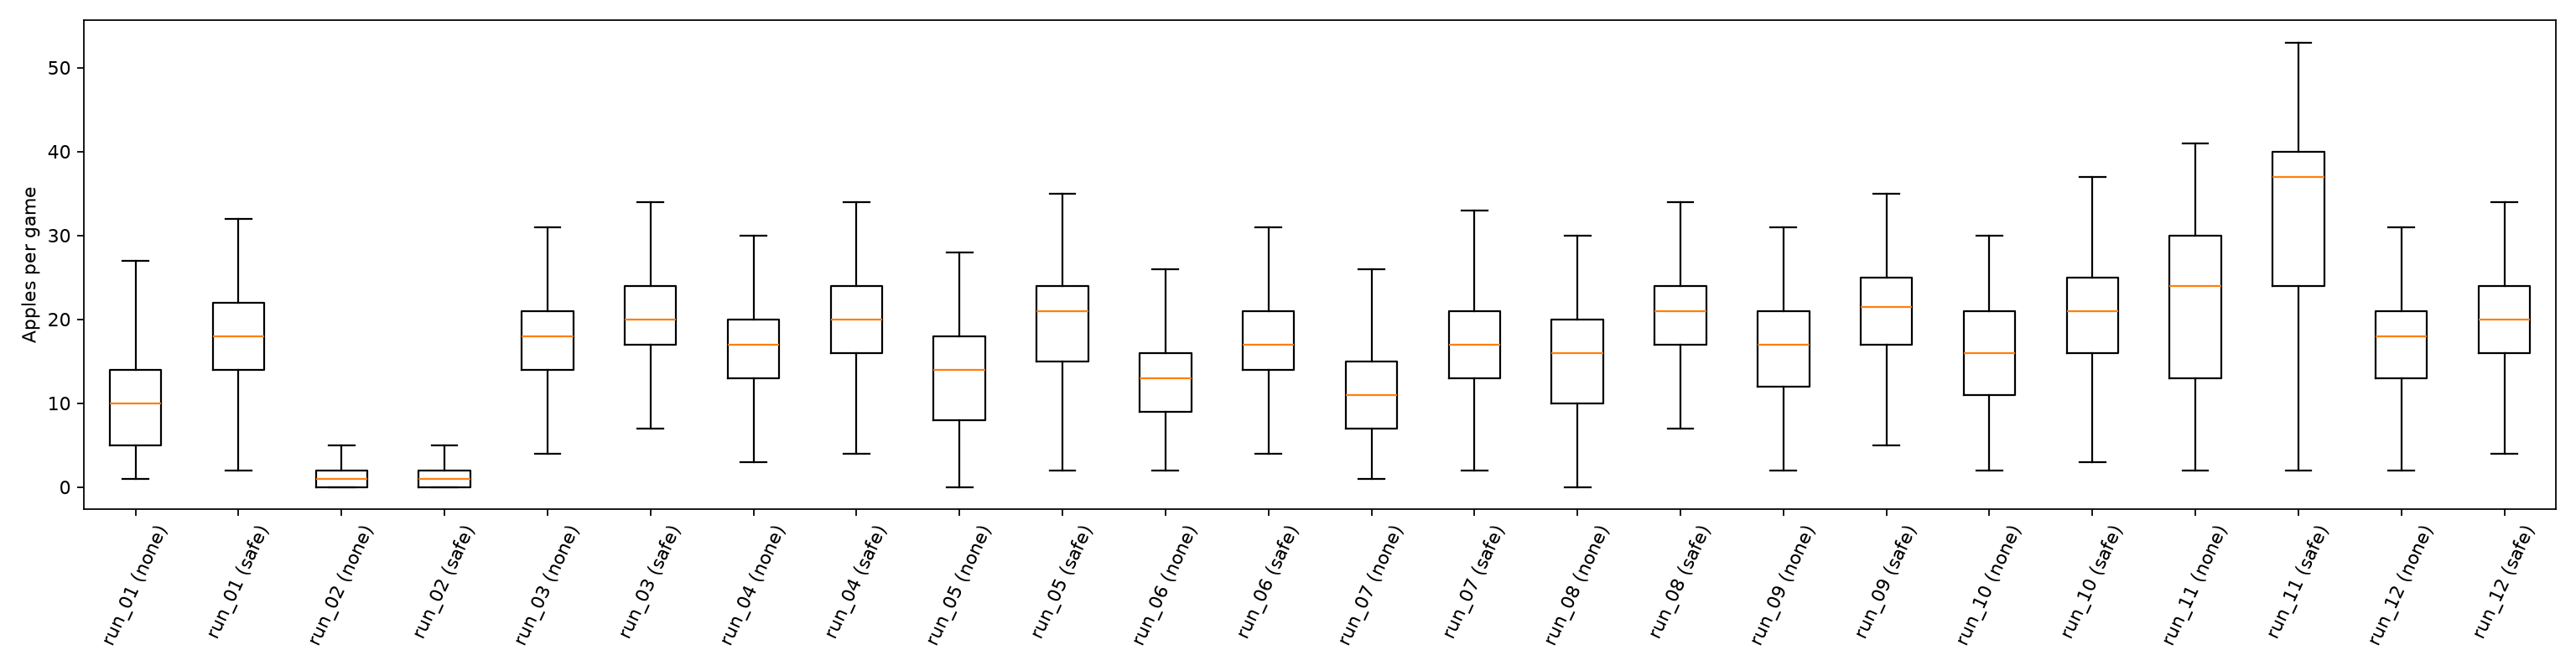 Apples per game
50
40
30
20
10
0
run_01 (none)
run_01 (safe)
run_02 (none)
run_02 (safe)
run_03 (none)
run_03 (safe)
run_04 (none)
run_04 (safe)
run_05 (none)
run_05 (safe)
run_06 (none)
run_06 (safe)
run_07 (none)
run_07 (safe)
run_08 (none)
run_08 (safe)
run_09 (none)
run_09 (safe)
run_10 (none)
run_10 (safe)
run_11 (none)
run_11 (safe)
run_12 (none)
run_12 (safe)